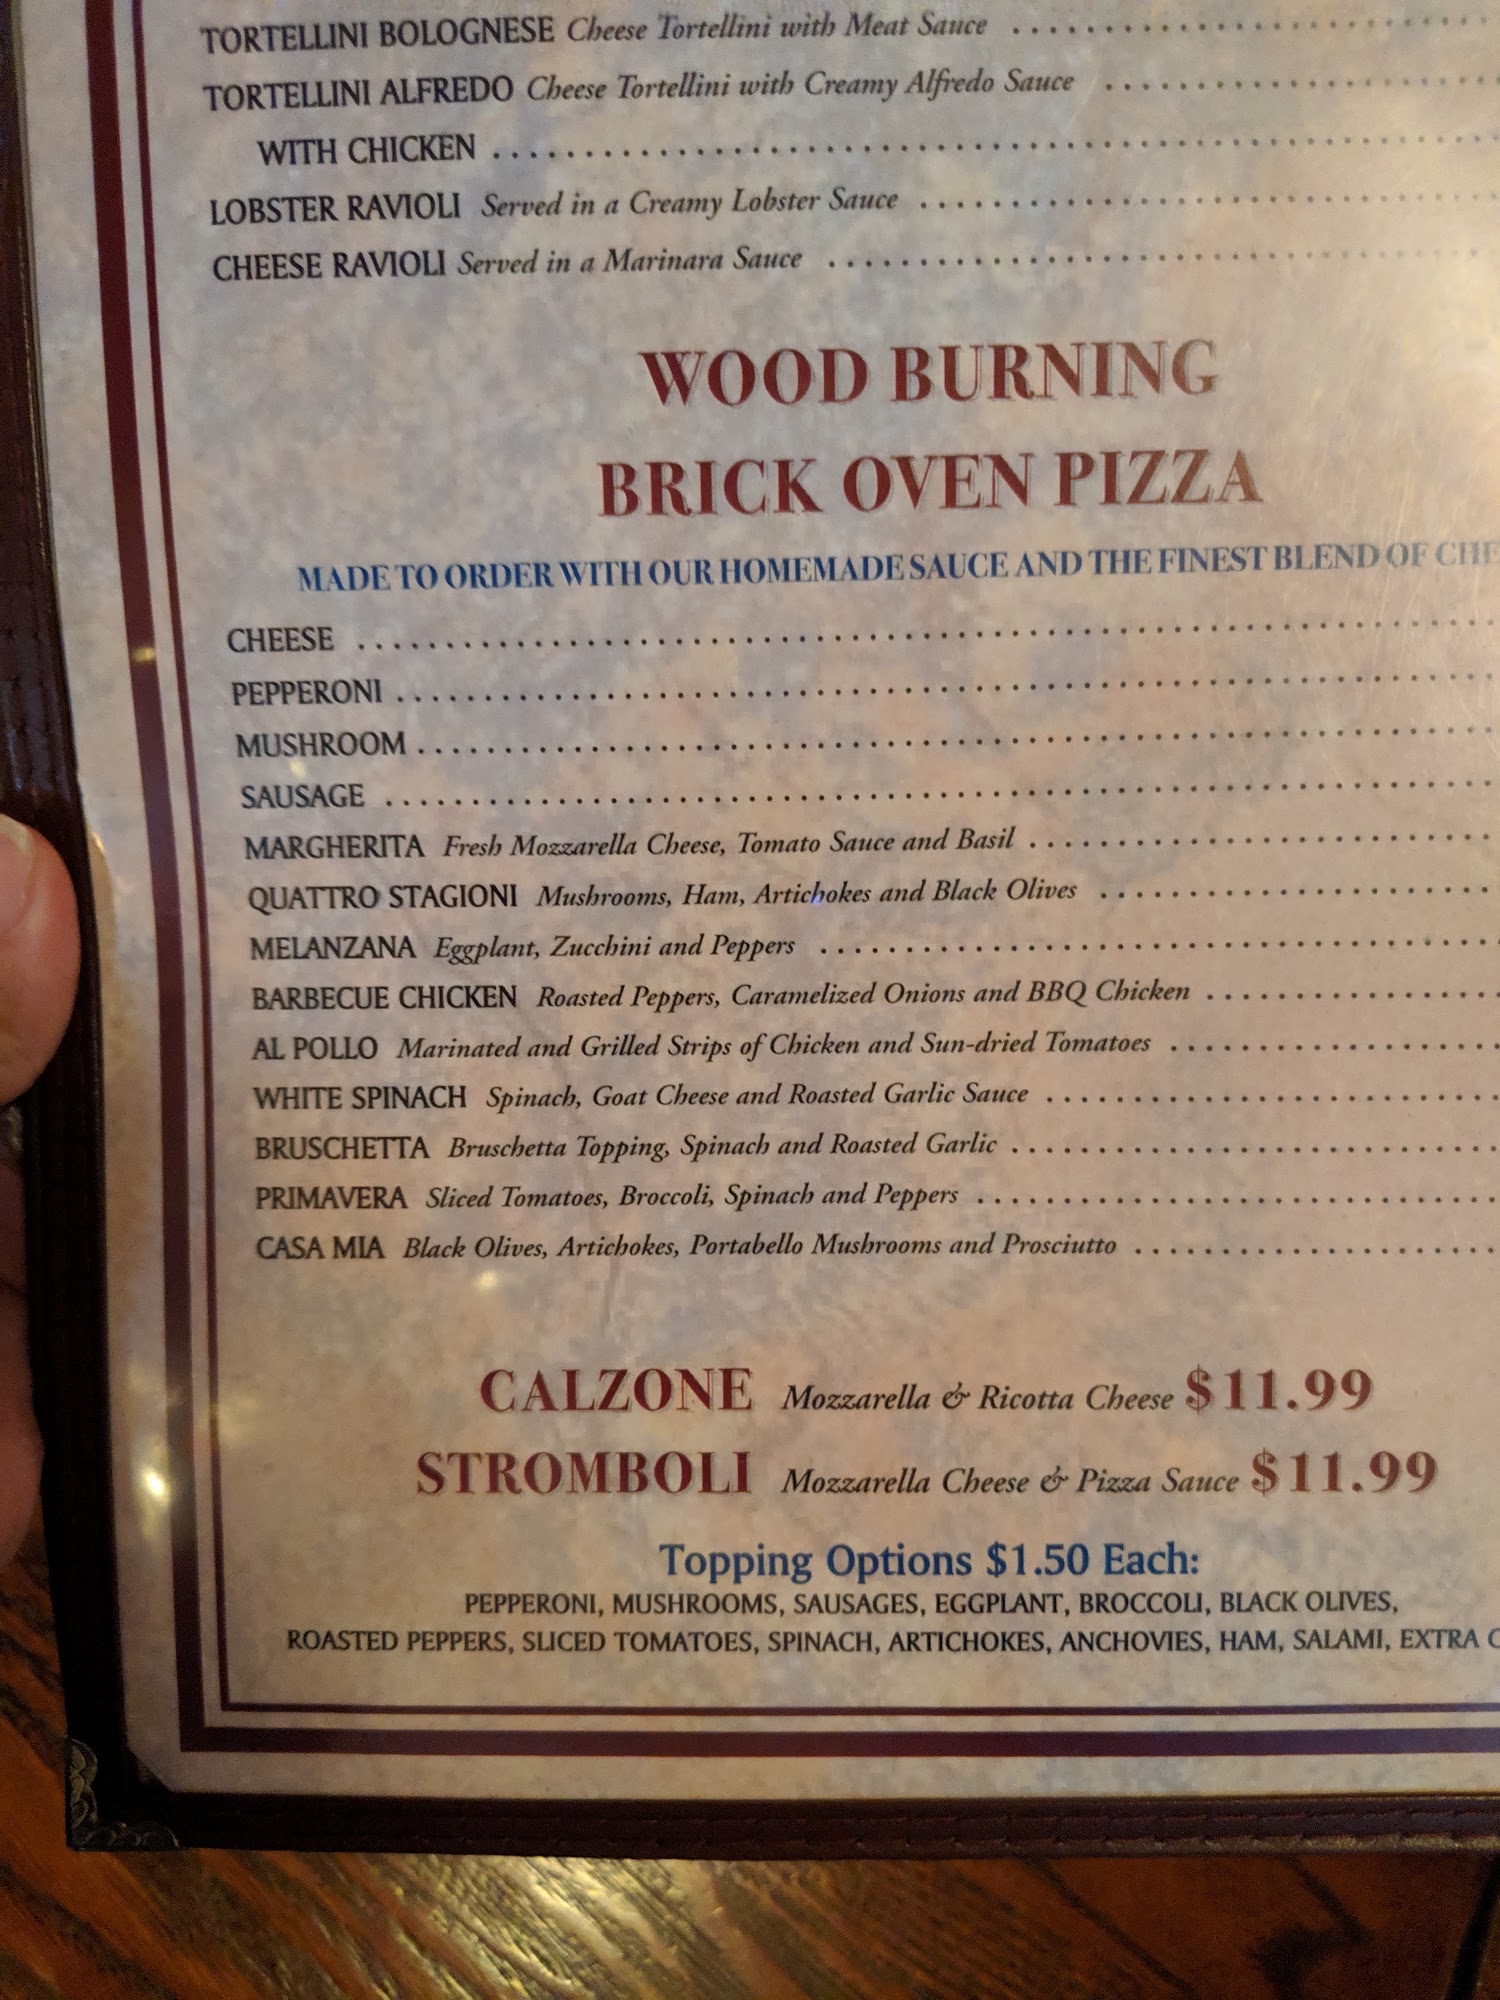 TORTELLINI BOLOGNESE Cheese Tortellini with Meat Sauce
TORTELLINI ALFREDO Cheese Tortellini with Creamy Alfredo Sauce
WITH CHICKEN
LOBSTER RAVIOLI Served in a Creamy Lobster Sauce
CHEESE RAVIOLI Served in a Marinara Sauce
WOOD BURNING
BRICK OVEN PIZZA
MADE TO ORDER WITH OUR HOMEMADE SAUCE AND THE FINEST BLEND OF
CHEESE
PEPPERONI
MUSHROOM
SAUSAGE
MARGHERITA Fresh Mozzarella Cheese, Tomato Sauce and Basil
QUATTRO STAGIONI Mushrooms, Ham, Artichokes and Black Olives
MELANZANA Eggplant, Zucchini and Peppers
BARBECUE CHICKEN Roasted Peppers, Caramelized Onions and BBQ Chicken
AL POLLO Marinated and Grilled Strips of Chicken and Sun-dried Tomatoes
WHITE SPINACH Spinach, Goat Cheese and Roasted Garlic Sauce
BRUSCHETTA Bruschetta Topping, Spinach and Roasted Garlic
PRIMAVERA Sliced Tomatoes, Broccoli, Spinach and Peppers
CASA MIA Black Olives, Artichokes, Portabello Mushrooms and Prosciutto
CALZONE Mozzarella & Ricotta Cheese $11.99
STROMBOLI Mozzarella Cheese & Pizza Sauce $11.99
Topping Options $1.50 Each:
PEPPERONI, MUSHROOMS, SAUSAGES, EGGPLANT, BROCCOLI, BLACK OLIVES,
ROASTED PEPPERS, SLICED TOMATOES, SPINACH, ARTICHOKES, ANCHOVIES, HAM, SALAMI, EXTRA